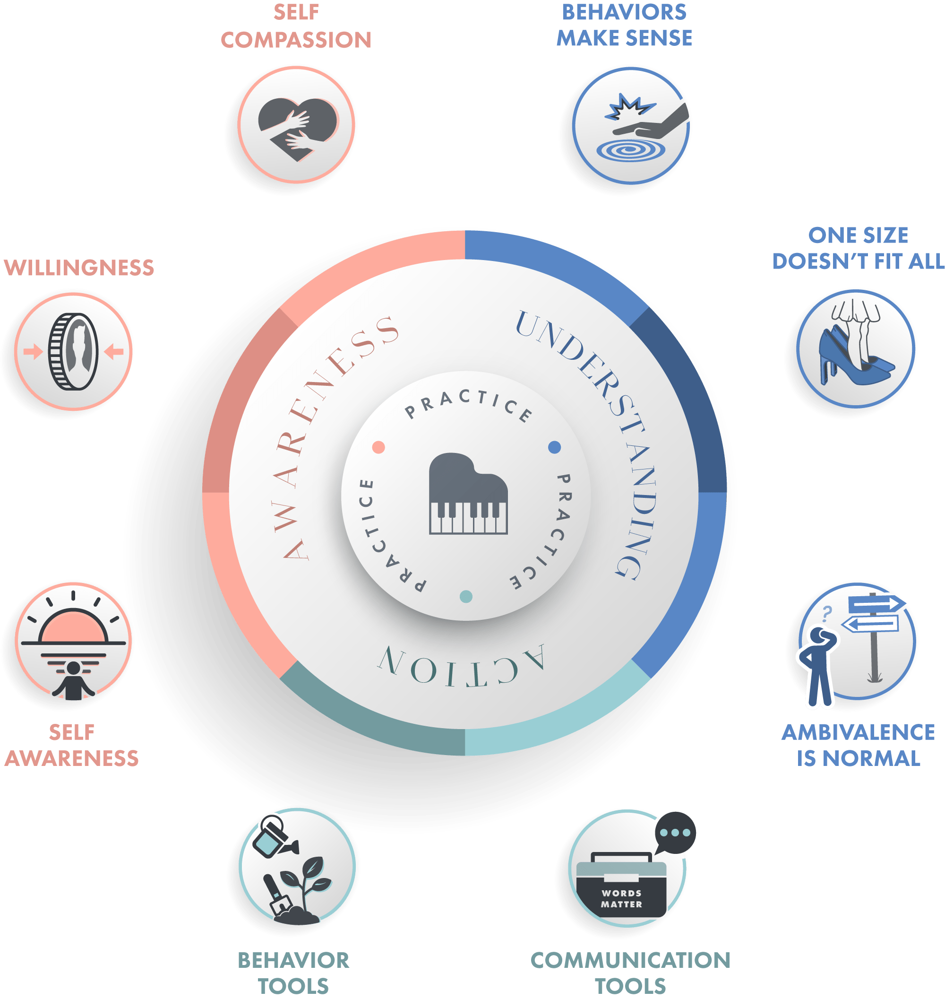 SELF
COMPASSION
BEHAVIORS
MAKE SENSE
ONE SIZE
DOESN'T FIT ALL
WILLINGNESS
AWARENESS
UNDERSTANDING
PRACTICE
PRACTICE
PRACTICE
ACTION
?
SELF
AWARENESS
AMBIVALENCE
IS NORMAL
WORDS
MATTER
BEHAVIOR
TOOLS
COMMUNICATION
TOOLS